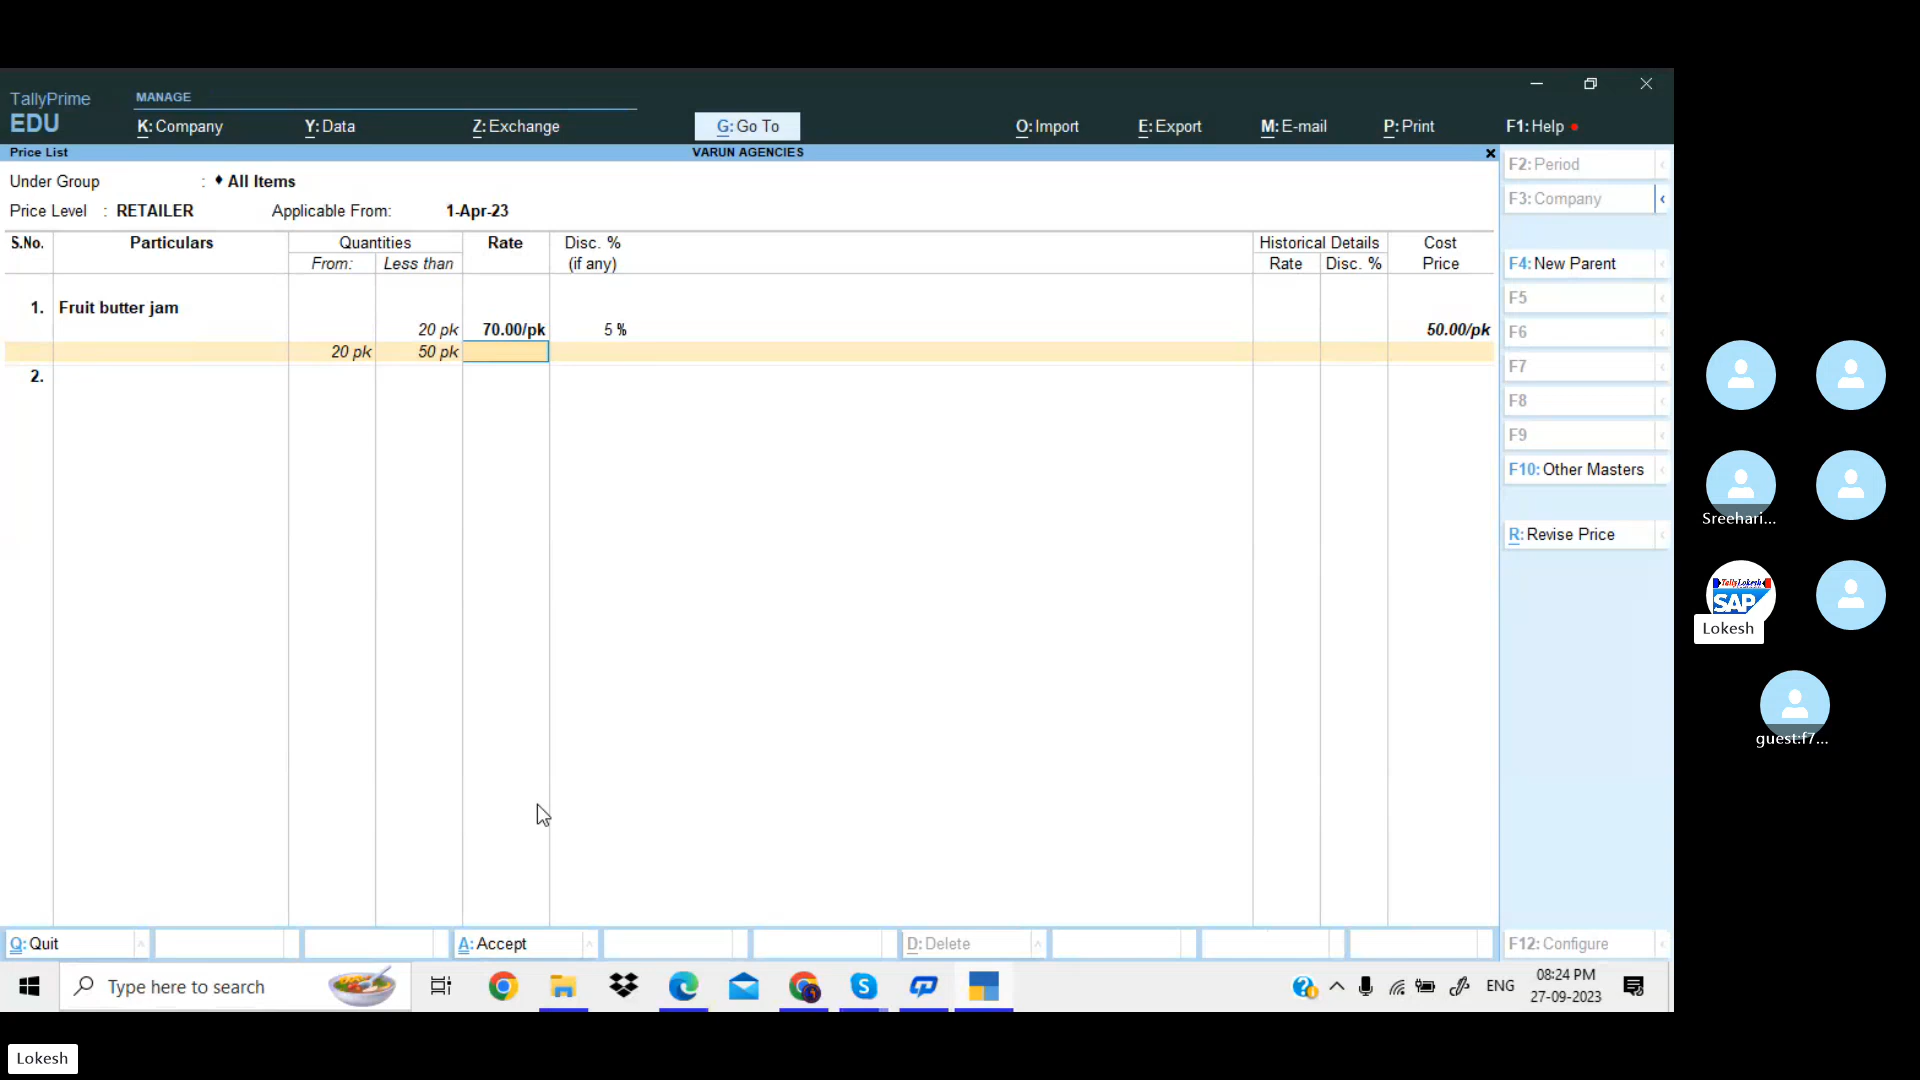 TallyPrime
EDU
MANAGE
K: Company
Y: Data
Z: Exchange
G: Go To
O: Import
E: Export
M: E-mail
P: Print
F1: Help
Price List
VARUN AGENCIES
Under Group : ♦ All Items
Price Level : RETAILER Applicable From: 1-Apr-23
S.No. Particulars Quantities Rate Disc. % Historical Details Cost
From: Less than (if any) Rate Disc. % Price
1. Fruit butter jam
20 pk 70.00/pk 5 % 50.00/pk
20 pk 50 pk
2.
F2: Period
F3: Company
F4: New Parent
F5
F6
F7
F8
F9
F10: Other Masters
R: Revise Price
F12: Configure
Q: Quit
A: Accept
D: Delete
Type here to search
ENG
08:24 PM
27-09-2023
Sreehari...
TallyLokesh
SAP
Lokesh
guest:f7...
Lokesh